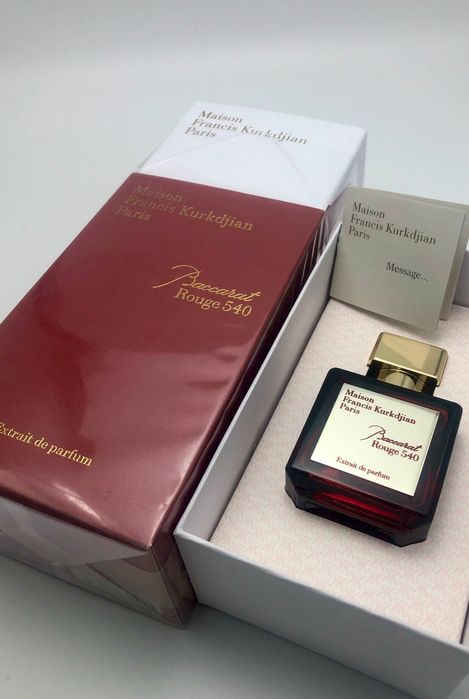 Maison
Francis Kurkdjian
Paris
Maison
Francis Kurkdjian
Paris
Baccarat
Rouge 540
Extrait de parfum
Maison
Francis Kurkdjian
Paris
Message...
Maison
Francis Kurkdjian
Paris
Baccarat
Rouge 540
Extrait de parfum